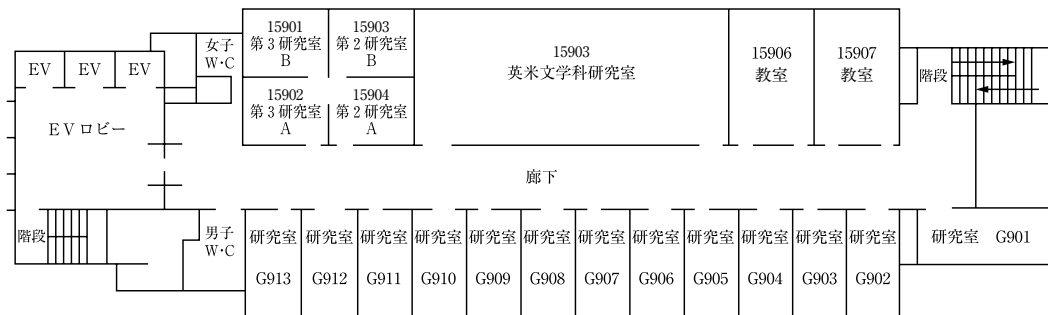 EV
EV
EV
EVロビー
階段
女子
W・C
男子
W・C
15901
第3研究室
B
15903
第2研究室
B
15902
第3研究室
A
15904
第2研究室
A
15903
英米文学科研究室
15906
教室
15907
教室
階段
廊下
研究室
G913
研究室
G912
研究室
G911
研究室
G910
研究室
G909
研究室
G908
研究室
G907
研究室
G906
研究室
G905
研究室
G904
研究室
G903
研究室
G902
研究室 G901